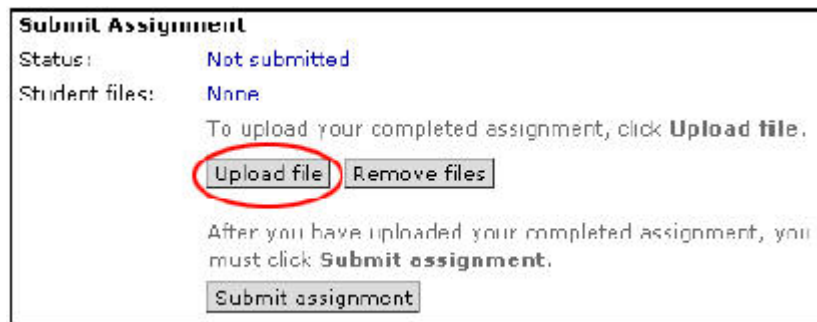 Submit Assignment
Status: Not submitted
Student files: None
To upload your completed assignment, click Upload file.
Upload file Remove files
After you have uploaded your completed assignment, you
must click Submit assignment.
Submit assignment